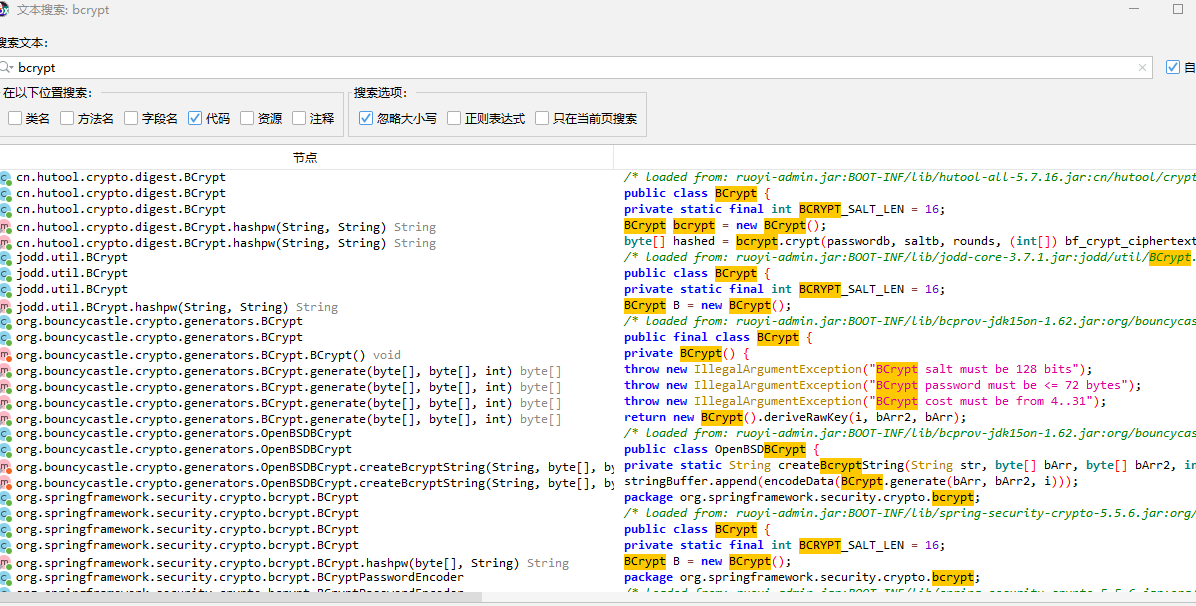 文本搜索: bcrypt
搜索文本:
bcrypt
自
在以下位置搜索:
类名 方法名 字段名 代码 资源 注释
搜索选项:
忽略大小写 正则表达式 只在当前页搜索
节点
cn.hutool.crypto.digest.BCrypt /* loaded from: ruoyi-admin.jar:BOOT-INF/lib/hutool-all-5.7.16.jar:cn/hutool/crypt
cn.hutool.crypto.digest.BCrypt public class BCrypt {
cn.hutool.crypto.digest.BCrypt private static final int BCRYPT_SALT_LEN = 16;
cn.hutool.crypto.digest.BCrypt.hashpw(String, String) String BCrypt bcrypt = new BCrypt();
cn.hutool.crypto.digest.BCrypt.hashpw(String, String) String byte[] hashed = bcrypt.crypt(passwordb, saltb, rounds, (int[]) bf_crypt_ciphertext
jodd.util.BCrypt /* loaded from: ruoyi-admin.jar:BOOT-INF/lib/jodd-core-3.7.1.jar:jodd/util/BCrypt.
jodd.util.BCrypt public class BCrypt {
jodd.util.BCrypt private static final int BCRYPT_SALT_LEN = 16;
jodd.util.BCrypt.hashpw(String, String) String BCrypt B = new BCrypt();
org.bouncycastle.crypto.generators.BCrypt /* loaded from: ruoyi-admin.jar:BOOT-INF/lib/bcprov-jdk15on-1.62.jar:org/bouncycas
org.bouncycastle.crypto.generators.BCrypt public final class BCrypt {
org.bouncycastle.crypto.generators.BCrypt.BCrypt() void private BCrypt() {
org.bouncycastle.crypto.generators.BCrypt.generate(byte[], byte[], int) byte[] throw new IllegalArgumentException("BCrypt salt must be 128 bits");
org.bouncycastle.crypto.generators.BCrypt.generate(byte[], byte[], int) byte[] throw new IllegalArgumentException("BCrypt password must be <= 72 bytes");
org.bouncycastle.crypto.generators.BCrypt.generate(byte[], byte[], int) byte[] throw new IllegalArgumentException("BCrypt cost must be from 4..31");
org.bouncycastle.crypto.generators.BCrypt.generate(byte[], byte[], int) byte[] return new BCrypt().deriveRawKey(i, bArr2, bArr);
org.bouncycastle.crypto.generators.OpenBSDBCrypt /* loaded from: ruoyi-admin.jar:BOOT-INF/lib/bcprov-jdk15on-1.62.jar:org/bouncycas
org.bouncycastle.crypto.generators.OpenBSDBCrypt public class OpenBSDBCrypt {
org.bouncycastle.crypto.generators.OpenBSDBCrypt.createBcryptString(String, byte[], by private static String createBcryptString(String str, byte[] bArr, byte[] bArr2, in
org.bouncycastle.crypto.generators.OpenBSDBCrypt.createBcryptString(String, byte[], by stringBuffer.append(encodeData(BCrypt.generate(bArr, bArr2, i)));
org.springframework.security.crypto.bcrypt.BCrypt package org.springframework.security.crypto.bcrypt;
org.springframework.security.crypto.bcrypt.BCrypt /* loaded from: ruoyi-admin.jar:BOOT-INF/lib/spring-security-crypto-5.5.6.jar:org/
org.springframework.security.crypto.bcrypt.BCrypt public class BCrypt {
org.springframework.security.crypto.bcrypt.BCrypt private static final int BCRYPT_SALT_LEN = 16;
org.springframework.security.crypto.bcrypt.BCrypt.hashpw(byte[], String) String BCrypt B = new BCrypt();
org.springframework.security.crypto.bcrypt.BCryptPasswordEncoder package org.springframework.security.crypto.bcrypt;